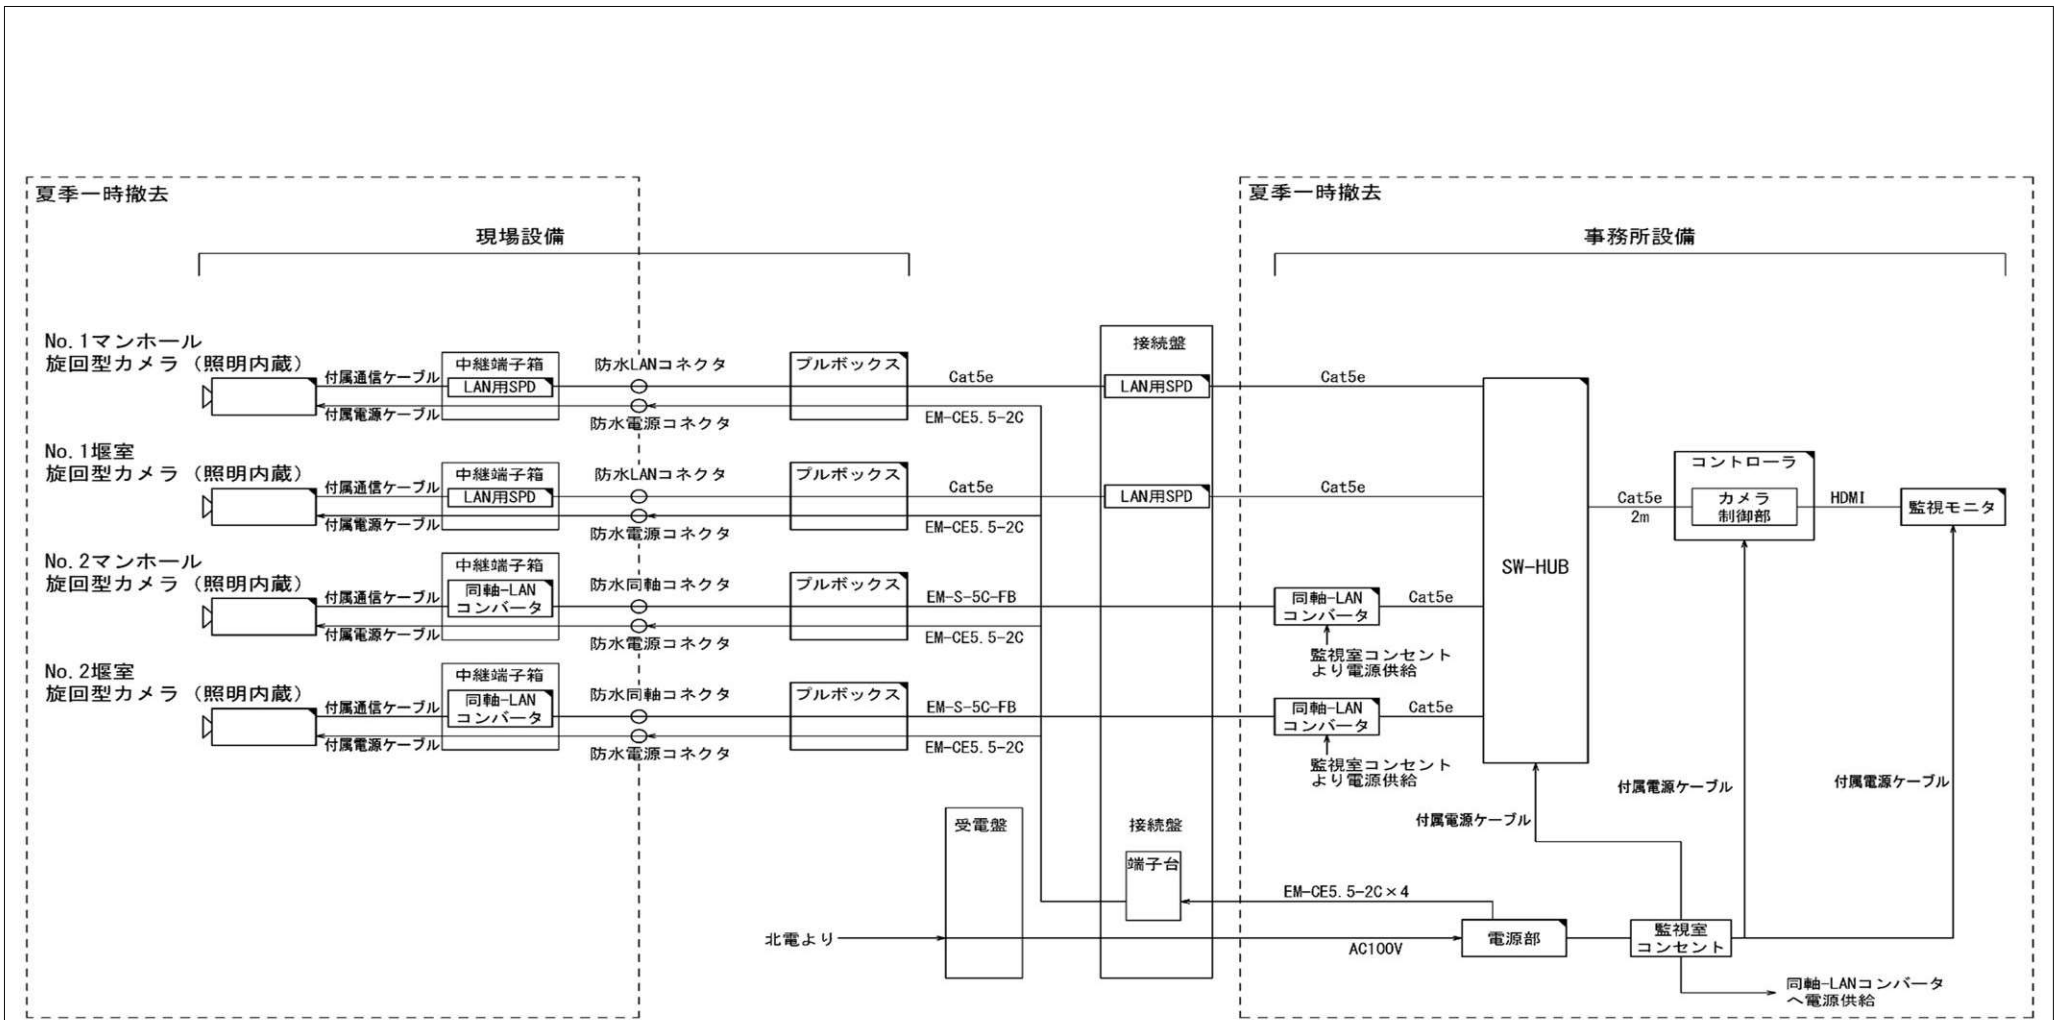 夏季一時撤去
夏季一時撤去
現場設備
事務所設備
接続盤
No.1マンホール
旋回型カメラ（照明内蔵）
付属通信ケーブル
付属電源ケーブル
中継端子箱
LAN用SPD
防水LANコネクタ
防水電源コネクタ
プルボックス
Cat5e
EM-CE5.5-2C
LAN用SPD
Cat5e
No.1堰室
旋回型カメラ（照明内蔵）
付属通信ケーブル
付属電源ケーブル
中継端子箱
LAN用SPD
防水LANコネクタ
防水電源コネクタ
プルボックス
Cat5e
EM-CE5.5-2C
LAN用SPD
Cat5e
No.2マンホール
旋回型カメラ（照明内蔵）
付属通信ケーブル
付属電源ケーブル
中継端子箱
同軸-LAN
コンバータ
防水同軸コネクタ
防水電源コネクタ
プルボックス
EM-S-5C-FB
EM-CE5.5-2C
同軸-LAN
コンバータ
Cat5e
監視室コンセント
より電源供給
No.2堰室
旋回型カメラ（照明内蔵）
付属通信ケーブル
付属電源ケーブル
中継端子箱
同軸-LAN
コンバータ
防水同軸コネクタ
防水電源コネクタ
プルボックス
EM-S-5C-FB
EM-CE5.5-2C
同軸-LAN
コンバータ
Cat5e
監視室コンセント
より電源供給
SW-HUB
Cat5e
2m
コントローラ
カメラ
制御部
HDMI
監視モニタ
付属電源ケーブル
付属電源ケーブル
付属電源ケーブル
受電盤
接続盤
端子台
EM-CE5.5-2C×4
北電より
AC100V
電源部
監視室
コンセント
同軸-LANコンバータ
へ電源供給